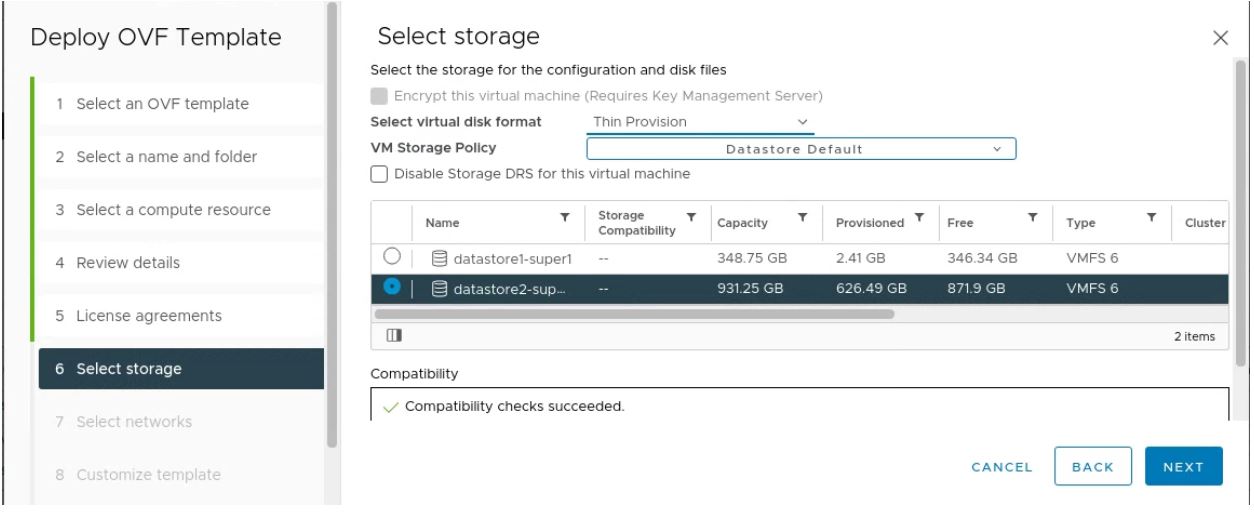 Deploy OVF Template
1 Select an OVF template
2 Select a name and folder
3 Select a compute resource
4 Review details
5 License agreements
6 Select storage
7 Select networks
8 Customize template
Select storage
Select the storage for the configuration and disk files
Encrypt this virtual machine (Requires Key Management Server)
Select virtual disk format Thin Provision
VM Storage Policy Datastore Default
Disable Storage DRS for this virtual machine
Name Storage Compatibility Capacity Provisioned Free Type Cluster
datastore1-super1 -- 348.75 GB 2.41 GB 346.34 GB VMFS 6
datastore2-sup... -- 931.25 GB 626.49 GB 871.9 GB VMFS 6
2 items
Compatibility
Compatibility checks succeeded.
CANCEL BACK NEXT